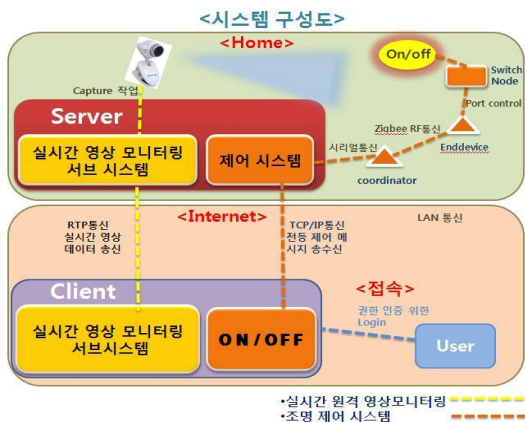 <시스템 구성도>
<Home>
On/off
Switch
Node
Capture 작업
Port control
Server
Zigbee RF통신
시리얼통신
Enddevice
실시간 영상 모니터링
서브 시스템
제어 시스템
coordinator
<Internet>
LAN 통신
RTP통신
실시간 영상
데이터 송신
TCP/IP통신
전등 제어 메
시지 송수신
Client
<접속>
권한 인증 위한
Login
실시간 영상 모니터링
서브시스템
ON/OFF
User
•실시간 원격 영상모니터링
•조명 제어 시스템